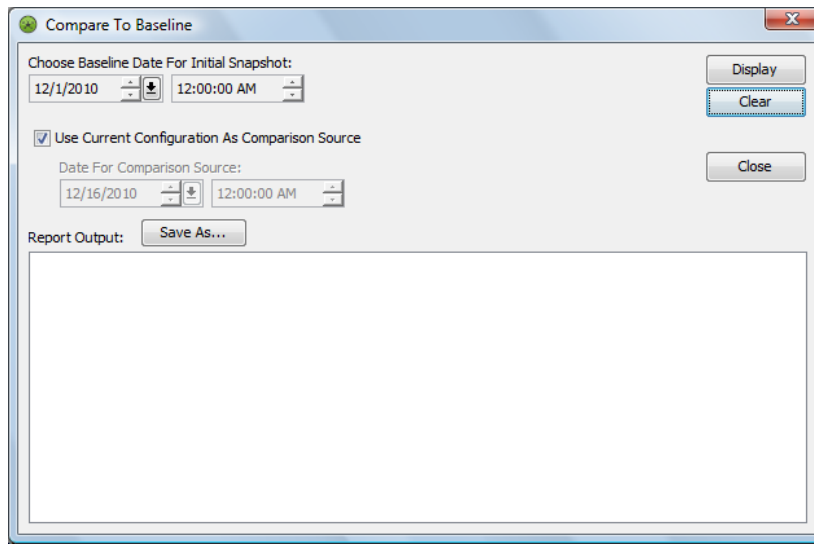 Compare To Baseline
Choose Baseline Date For Initial Snapshot:
12/1/2010 12:00:00 AM
Display
Clear
Use Current Configuration As Comparison Source
Date For Comparison Source:
12/16/2010 12:00:00 AM
Close
Report Output: Save As...